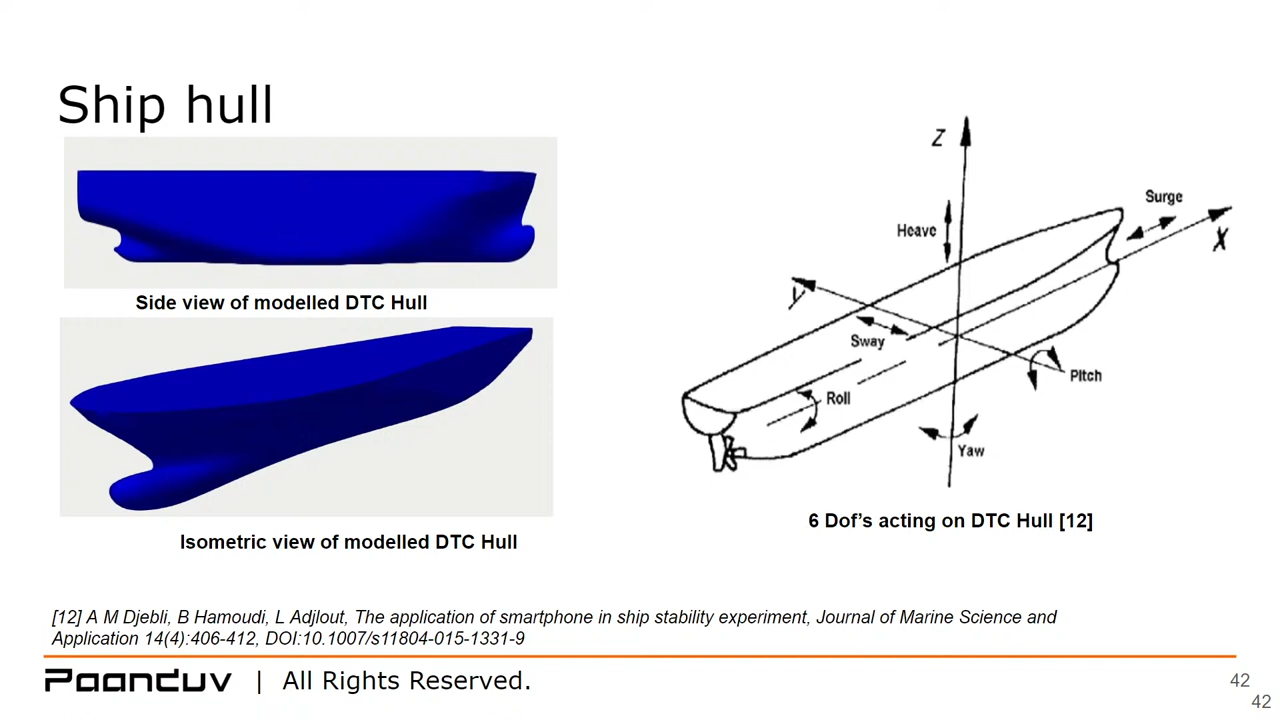 Ship hull
Side view of modelled DTC Hull
Isometric view of modelled DTC Hull
Z
Surge
Heave
X
Y
Sway
Pitch
Roll
Yaw
6 Dof’s acting on DTC Hull [12]
[12] A M Djebli, B Hamoudi, L Adjlout, The application of smartphone in ship stability experiment, Journal of Marine Science and
Application 14(4):406-412, DOI:10.1007/s11804-015-1331-9
Paanduv | All Rights Reserved.
42
42